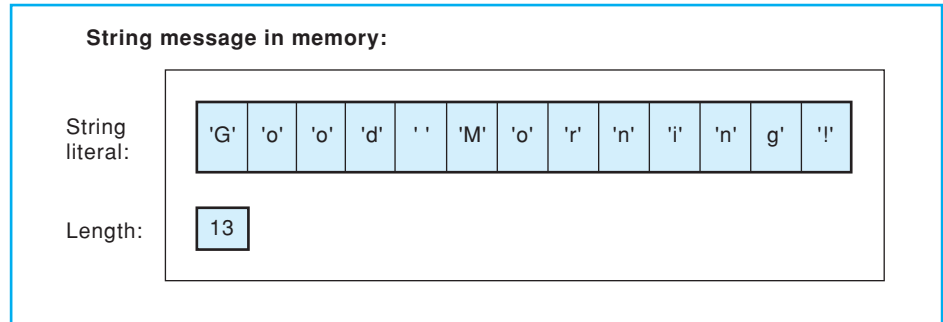 String message in memory:
String
literal:
'G' 'o' 'o' 'd' ' ' 'M' 'o' 'r' 'n' 'i' 'n' g' '!'
Length:
13